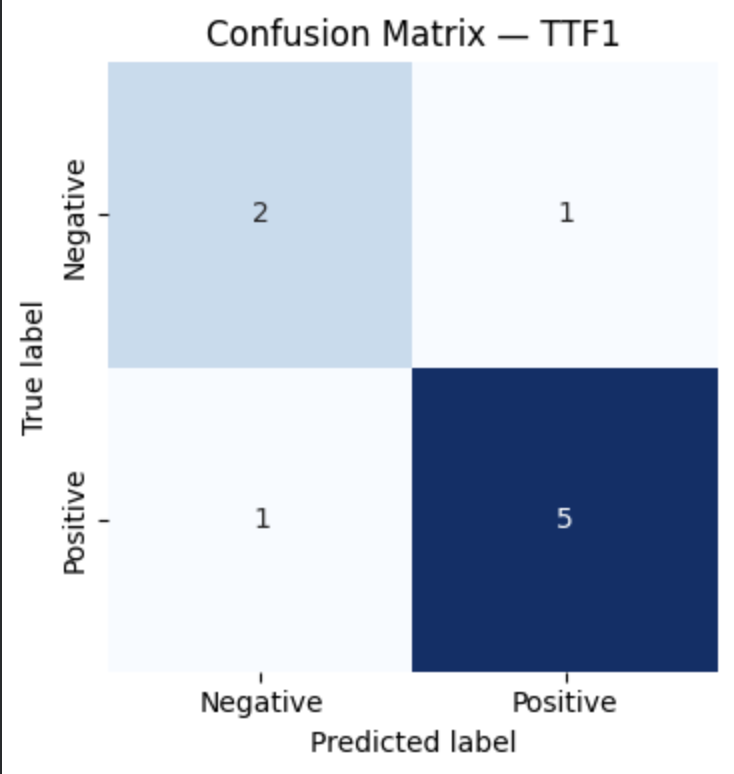 Confusion Matrix — TTF1
True label
Negative
2 1
Positive
1 5
Negative Positive
Predicted label